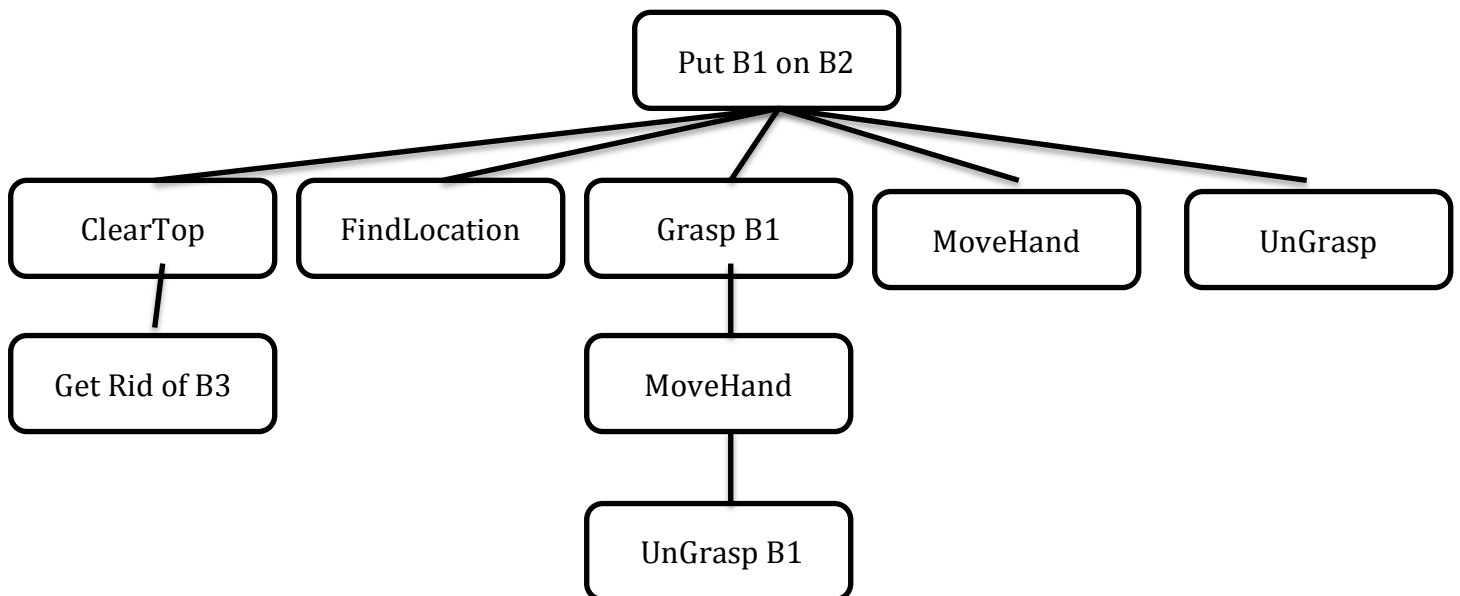 Put B1 on B2
ClearTop
FindLocation
Grasp B1
MoveHand
UnGrasp
Get Rid of B3
MoveHand
UnGrasp B1